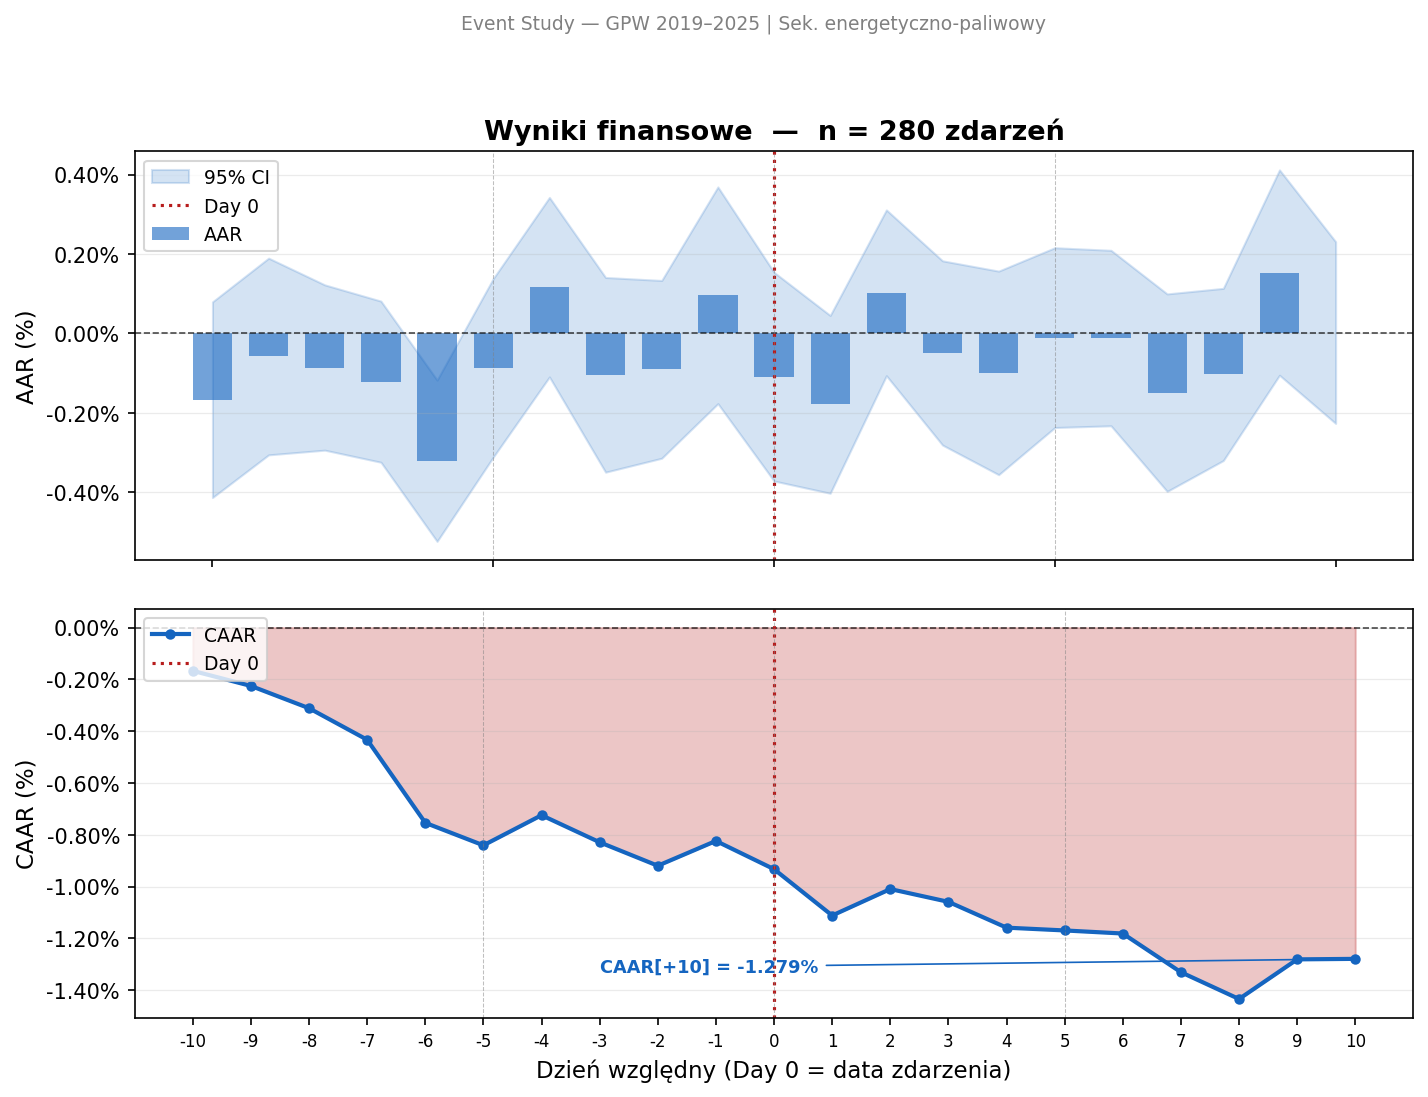 Event Study — GPW 2019–2025 | Sek. energetyczno-paliwowy
Wyniki finansowe — n = 280 zdarzeń
AAR (%)
0.40%
0.20%
0.00%
-0.20%
-0.40%
95% CI
Day 0
AAR
CAAR (%)
0.00%
-0.20%
-0.40%
-0.60%
-0.80%
-1.00%
-1.20%
-1.40%
CAAR
Day 0
CAAR[+10] = -1.279%
-10 -9 -8 -7 -6 -5 -4 -3 -2 -1 0 1 2 3 4 5 6 7 8 9 10
Dzień względny (Day 0 = data zdarzenia)